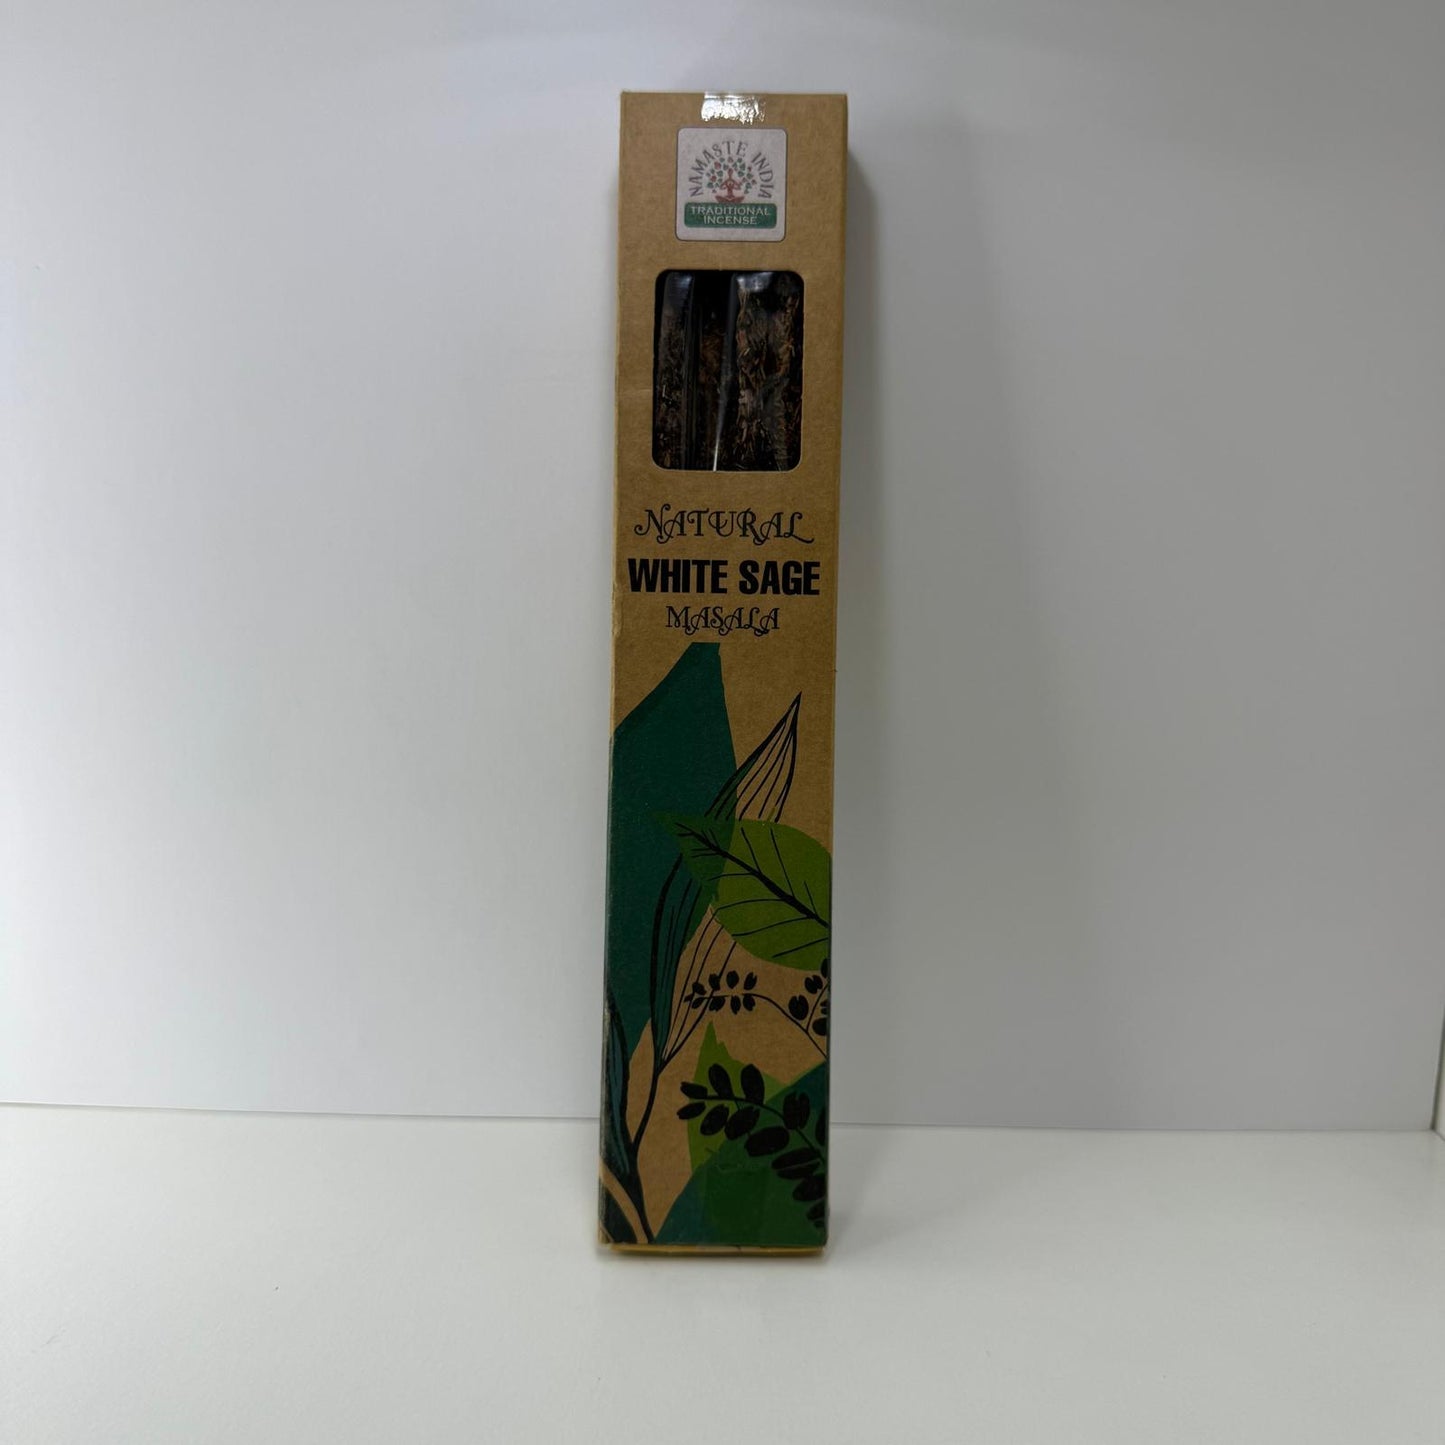 NAMASTE INDIA
TRADITIONAL
INCENSE
NATURAL
WHITE SAGE
MASALA